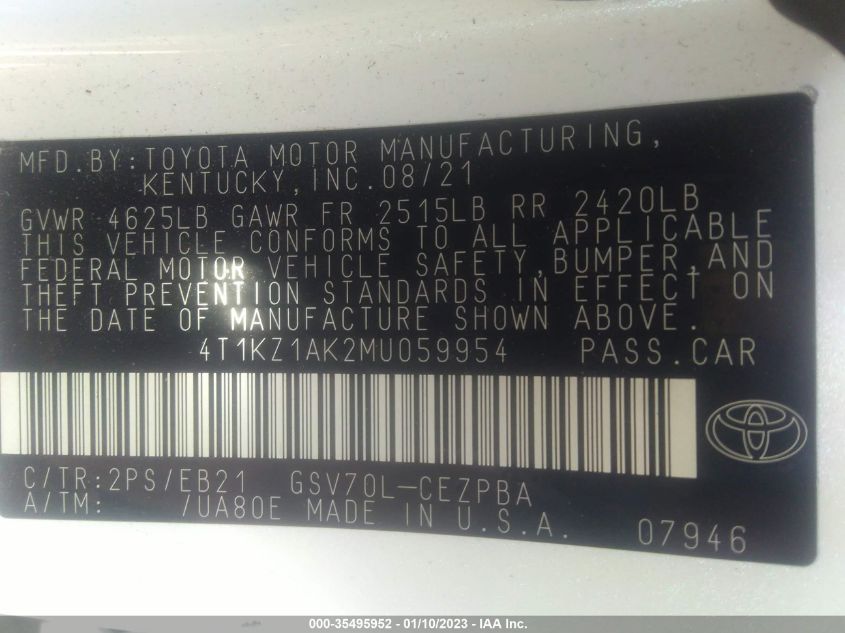 MFD.BY:TOYOTA MOTOR MANUFACTURING,
KENTUCKY,INC.08/21
GVWR 4625LB GAWR FR 2515LB RR 2420LB
THIS VEHICLE CONFORMS TO ALL APPLICABLE
FEDERAL MOTOR VEHICLE SAFETY,BUMPER,AND
THEFT PREVENTION STANDARDS IN EFFECT ON
THE DATE OF MANUFACTURE SHOWN ABOVE.
4T1KZ1AK2MU059954 PASS.CAR
C/TR:2PS/EB21 GSV70L-CEZPBA
A/TM: /UA80E MADE IN U.S.A.
07946
000-35495952 - 01/10/2023 - IAA Inc.